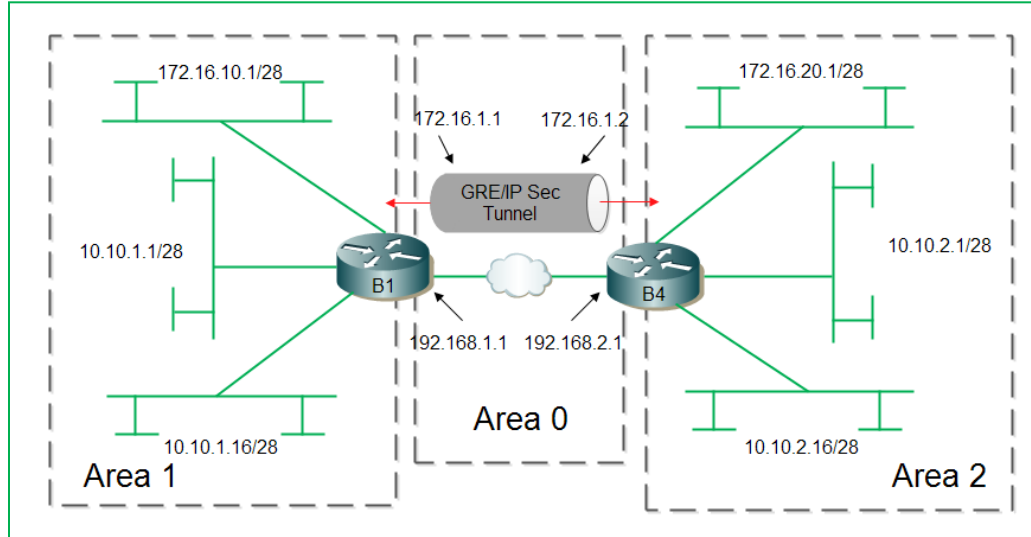 172.16.10.1/28
172.16.20.1/28
172.16.1.1
172.16.1.2
GRE/IP Sec
Tunnel
10.10.1.1/28
10.10.2.1/28
B1
B4
192.168.1.1
192.168.2.1
10.10.1.16/28
10.10.2.16/28
Area 1
Area 0
Area 2